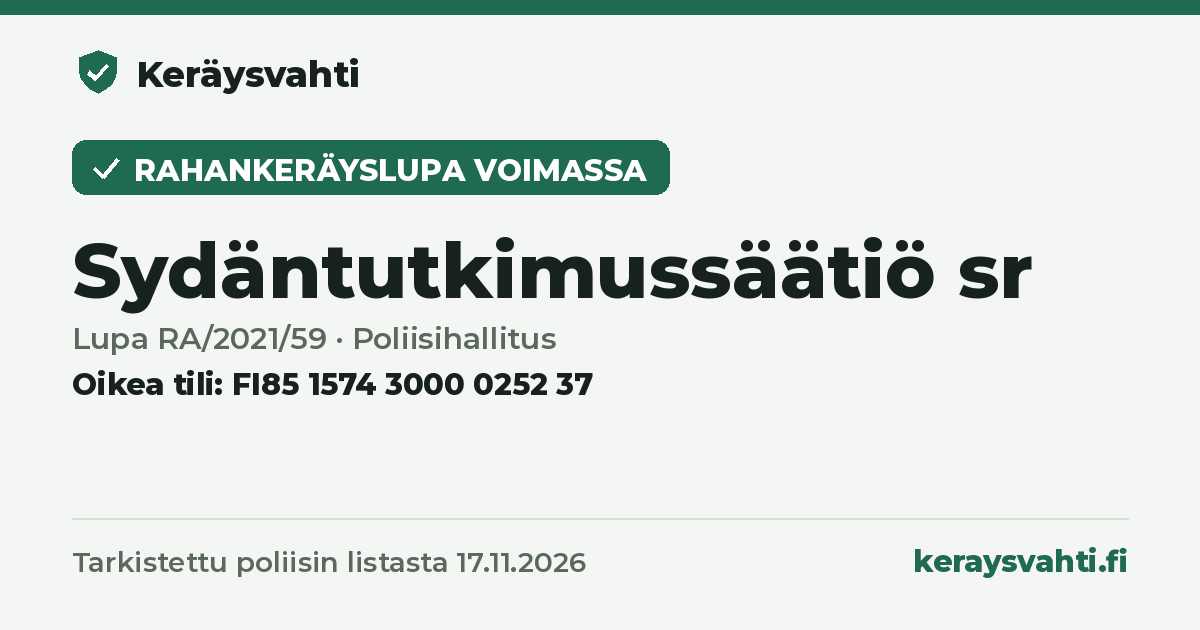 Keräysvahti
RAHANKERÄYSLUPA VOIMASSA
Sydäntutkimussäätiö sr
Lupa RA/2021/59 · Poliisihallitus
Oikea tili: FI85 1574 3000 0252 37
Tarkistettu poliisin listasta 17.11.2026
keraysvahti.fi